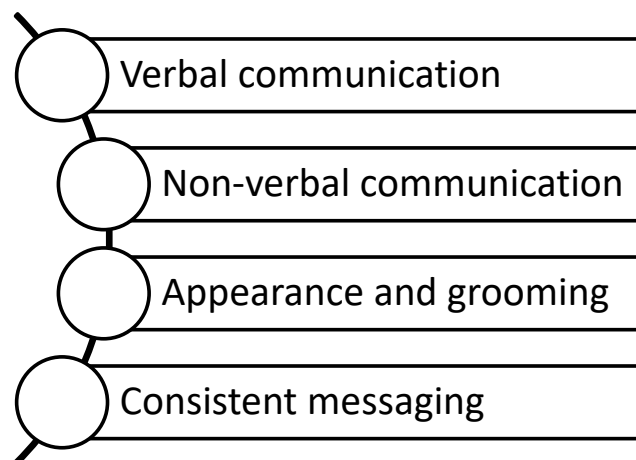 Verbal communication
Non-verbal communication
Appearance and grooming
Consistent messaging